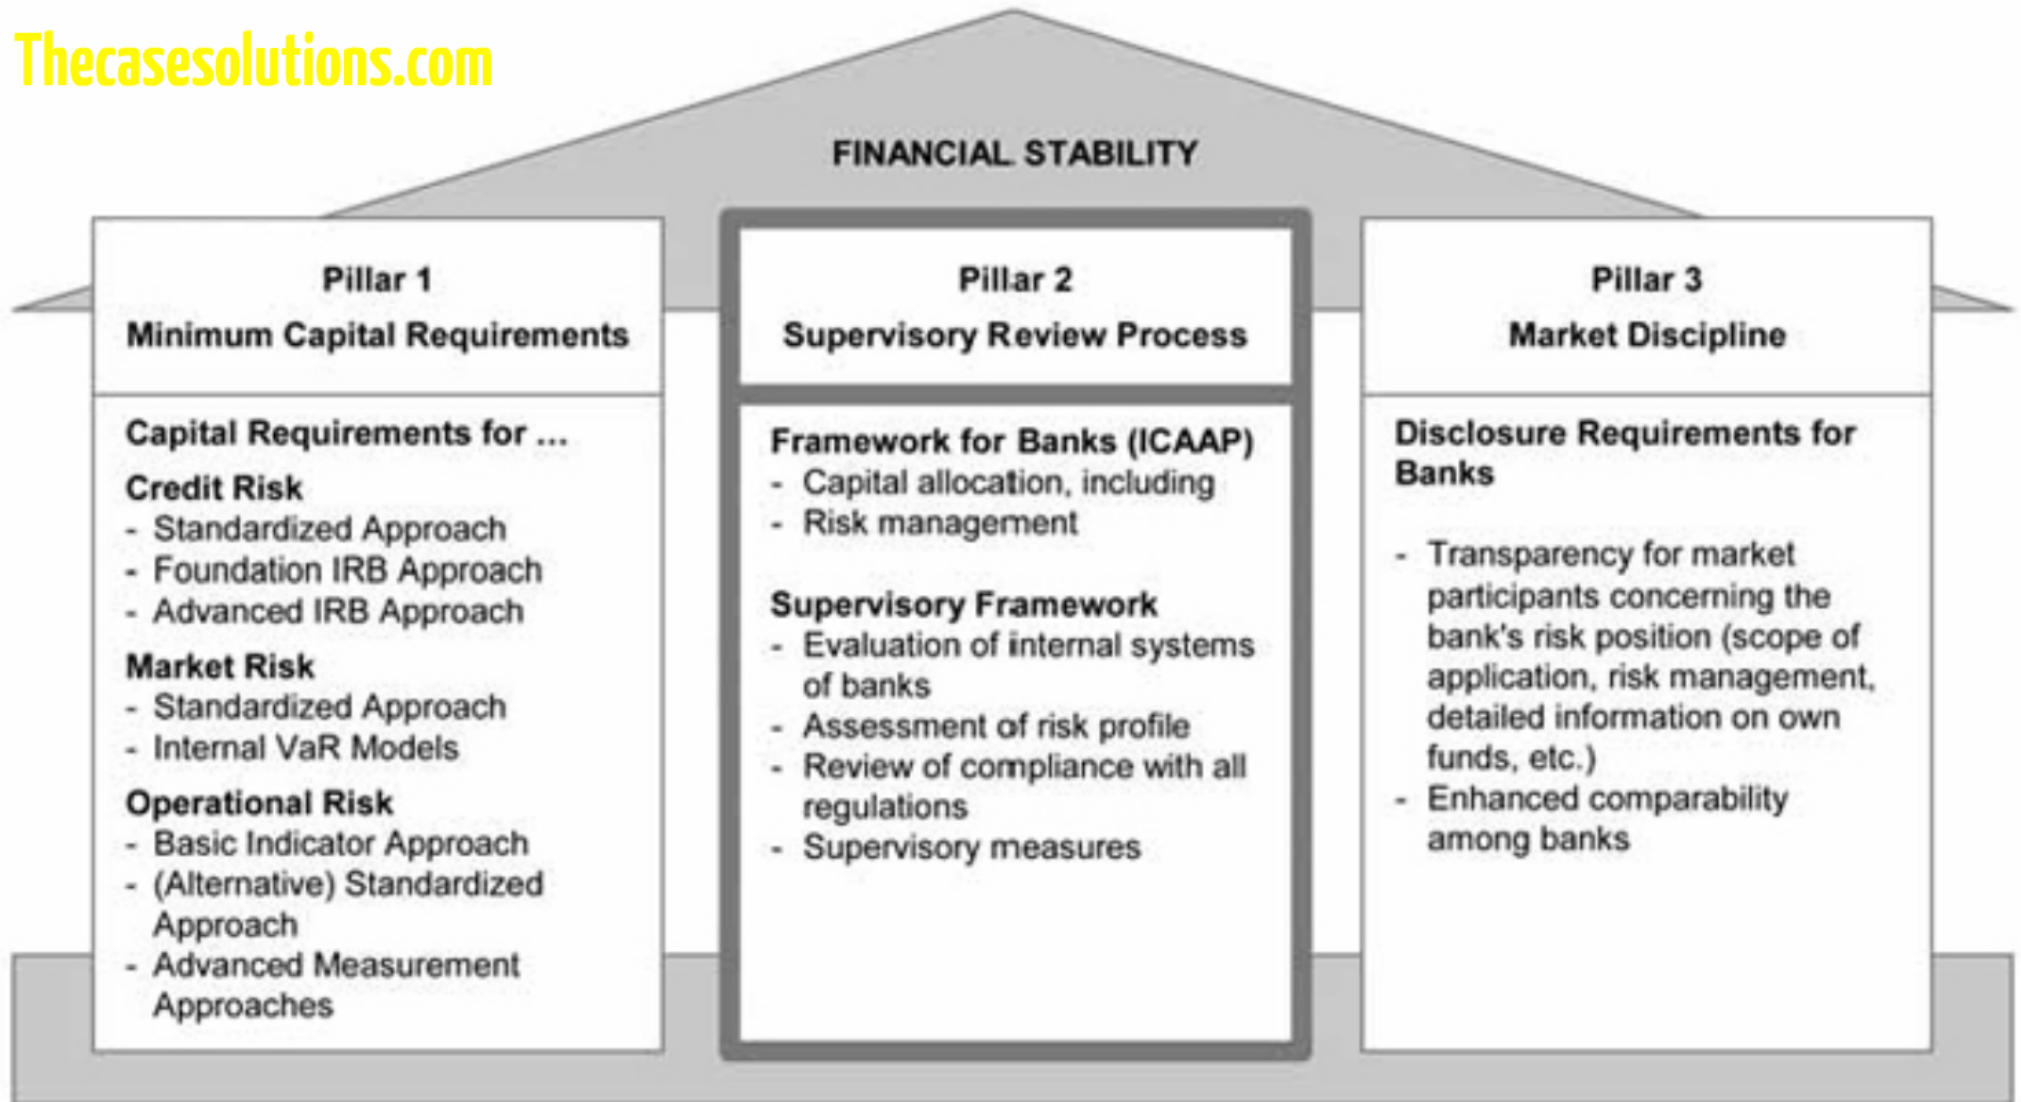 Thecasesolutions.com
FINANCIAL STABILITY
Pillar 1
Minimum Capital Requirements
Capital Requirements for ...
Credit Risk
- Standardized Approach
- Foundation IRB Approach
- Advanced IRB Approach
Market Risk
- Standardized Approach
- Internal VaR Models
Operational Risk
- Basic Indicator Approach
- (Alternative) Standardized
Approach
- Advanced Measurement
Approaches
Pillar 2
Supervisory Review Process
Framework for Banks (ICAAP)
- Capital allocation, including
- Risk management
Supervisory Framework
- Evaluation of internal systems
of banks
- Assessment of risk profile
- Review of compliance with all
regulations
- Supervisory measures
Pillar 3
Market Discipline
Disclosure Requirements for
Banks
- Transparency for market
participants concerning the
bank's risk position (scope of
application, risk management,
detailed information on own
funds, etc.)
- Enhanced comparability
among banks